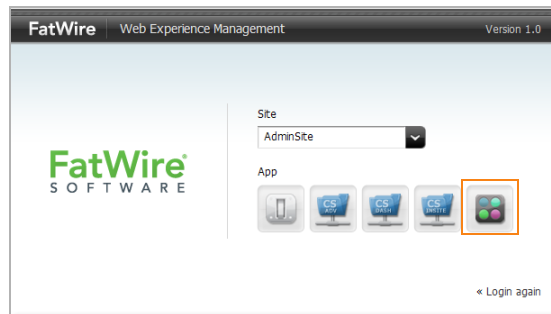 FatWire Web Experience Management Version 1.0
Site
AdminSite
FatWire®
SOFTWARE
App
CS
ADV
CS
DASH
CS
INSITE
« Login again